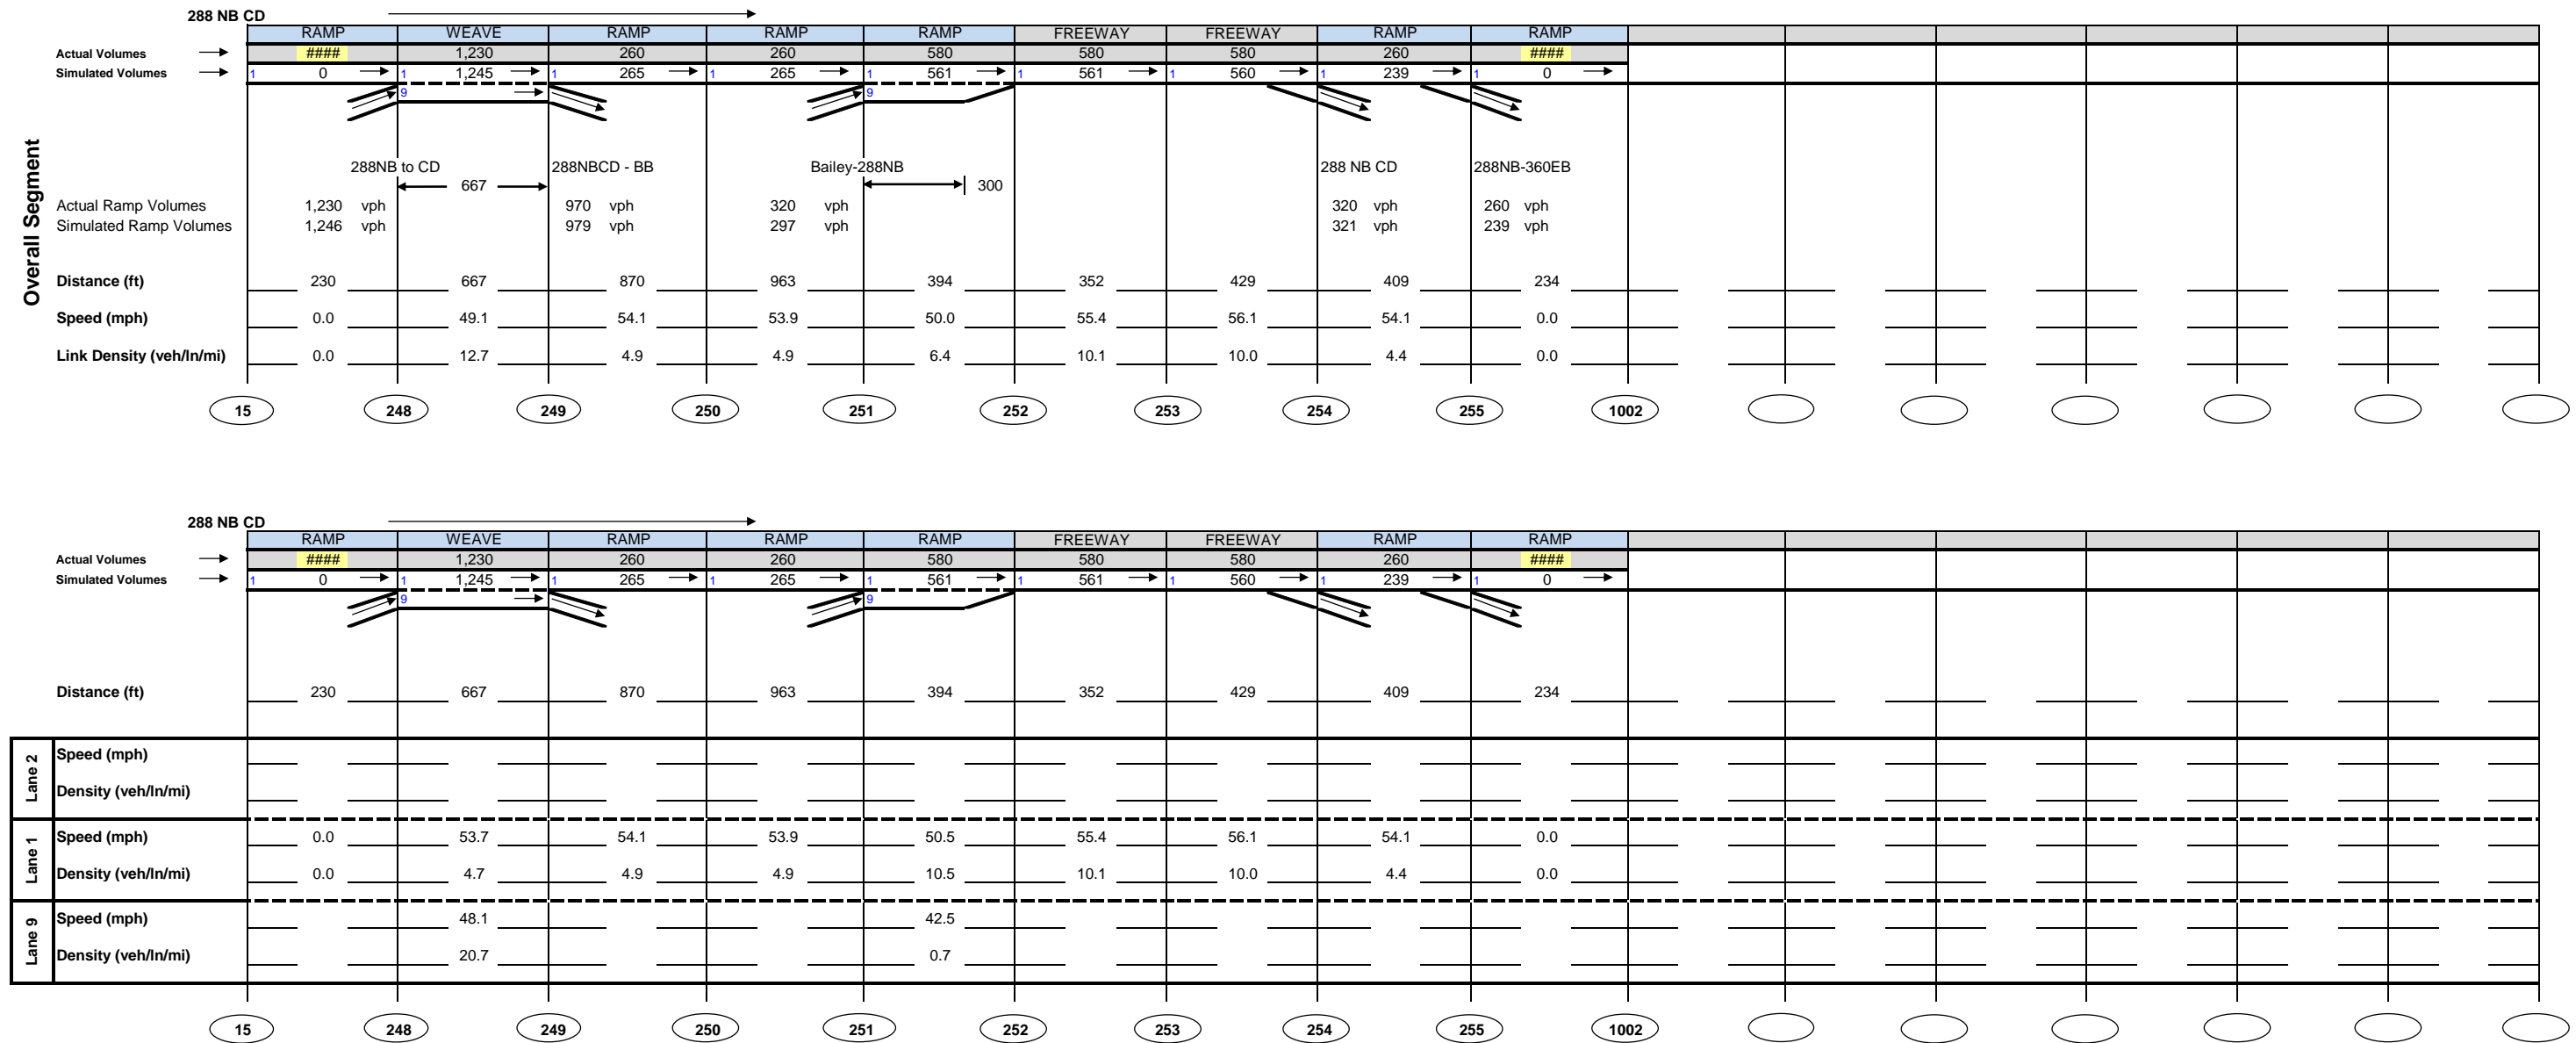 288 NB CD
RAMP WEAVE RAMP RAMP RAMP FREEWAY FREEWAY RAMP RAMP
Actual Volumes #### 1,230 260 260 580 580 580 260 ####
Simulated Volumes 1 0 1 1,245 1 265 1 265 1 561 1 561 1 560 1 239 1 0
9 9
Overall Segment
288NB to CD 288NBCD - BB Bailey-288NB 288 NB CD 288NB-360EB
667 300
Actual Ramp Volumes 1,230 vph 970 vph 320 vph 320 vph 260 vph
Simulated Ramp Volumes 1,246 vph 979 vph 297 vph 321 vph 239 vph
Distance (ft) 230 667 870 963 394 352 429 409 234
Speed (mph) 0.0 49.1 54.1 53.9 50.0 55.4 56.1 54.1 0.0
Link Density (veh/ln/mi) 0.0 12.7 4.9 4.9 6.4 10.1 10.0 4.4 0.0
15 248 249 250 251 252 253 254 255 1002
288 NB CD
RAMP WEAVE RAMP RAMP RAMP FREEWAY FREEWAY RAMP RAMP
Actual Volumes #### 1,230 260 260 580 580 580 260 ####
Simulated Volumes 1 0 1 1,245 1 265 1 265 1 561 1 561 1 560 1 239 1 0
9 9
Distance (ft) 230 667 870 963 394 352 429 409 234
Lane 2
Speed (mph)
Density (veh/ln/mi)
Lane 1
Speed (mph) 0.0 53.7 54.1 53.9 50.5 55.4 56.1 54.1 0.0
Density (veh/ln/mi) 0.0 4.7 4.9 4.9 10.5 10.1 10.0 4.4 0.0
Lane 9
Speed (mph) 48.1 42.5
Density (veh/ln/mi) 20.7 0.7
15 248 249 250 251 252 253 254 255 1002